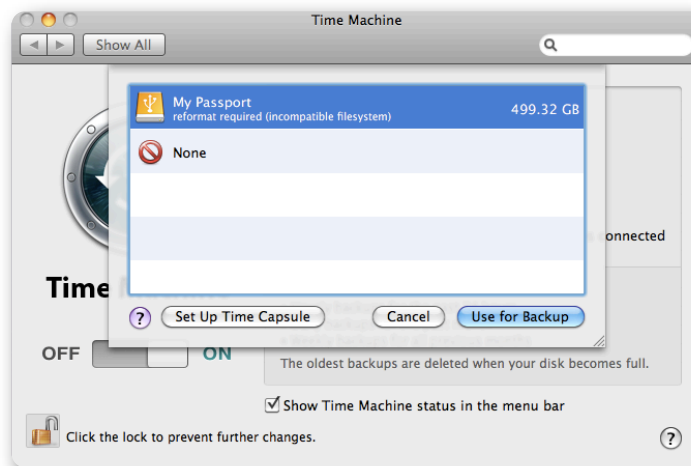 Time Machine
Show All
My Passport
reformat required (incompatible filesystem)
499.32 GB
None
connected
Time
?
Set Up Time Capsule
Cancel
Use for Backup
OFF
ON
The oldest backups are deleted when your disk becomes full.
Show Time Machine status in the menu bar
Click the lock to prevent further changes.
?